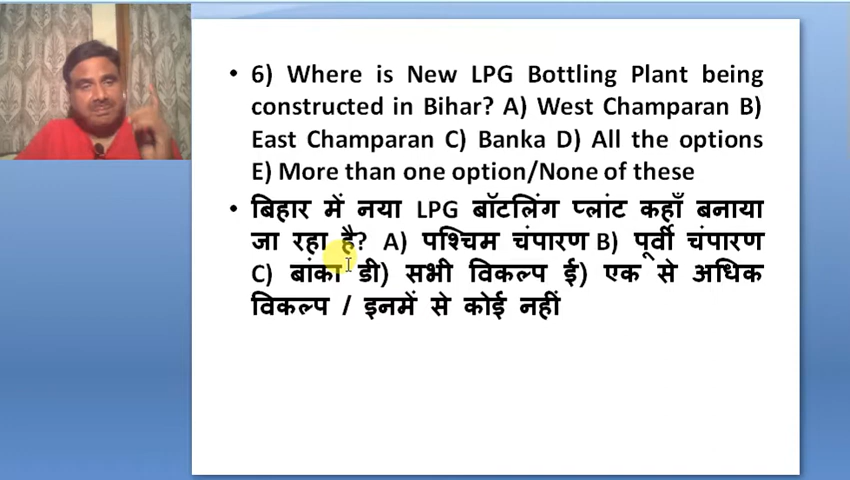 • 6) Where is New LPG Bottling Plant being
constructed in Bihar? A) West Champaran B)
East Champaran C) Banka D) All the options
E) More than one option/None of these
• बिहार में नया LPG बॉटलिंग प्लांट कहाँ बनाया
जा रहा है? A) पश्चिम चंपारण B) पूर्वी चंपारण
C) बांका डी) सभी विकल्प ई) एक से अधिक
विकल्प / इनमें से कोई नहीं